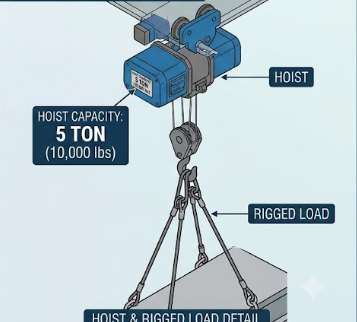 HOIST
HOIST CAPACITY:
5 TON
(10,000 lbs)
RIGGED LOAD
HOIST & RIGGED LOAD DETAIL